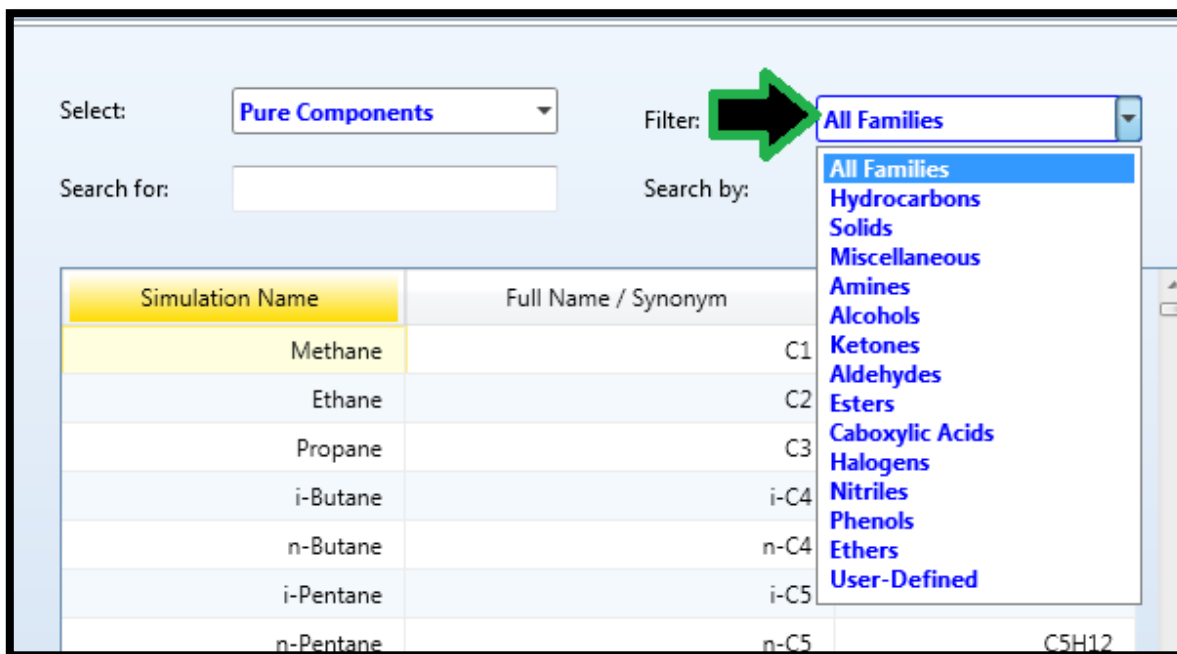 Select: Pure Components Filter: All Families
Search for: Search by:
All Families
Hydrocarbons
Solids
Miscellaneous
Amines
Alcohols
Ketones
Aldehydes
Esters
Caboxylic Acids
Halogens
Nitriles
Phenols
Ethers
User-Defined
Simulation Name Full Name / Synonym
Methane C1
Ethane C2
Propane C3
i-Butane i-C4
n-Butane n-C4
i-Pentane i-C5
n-Pentane n-C5 C5H12